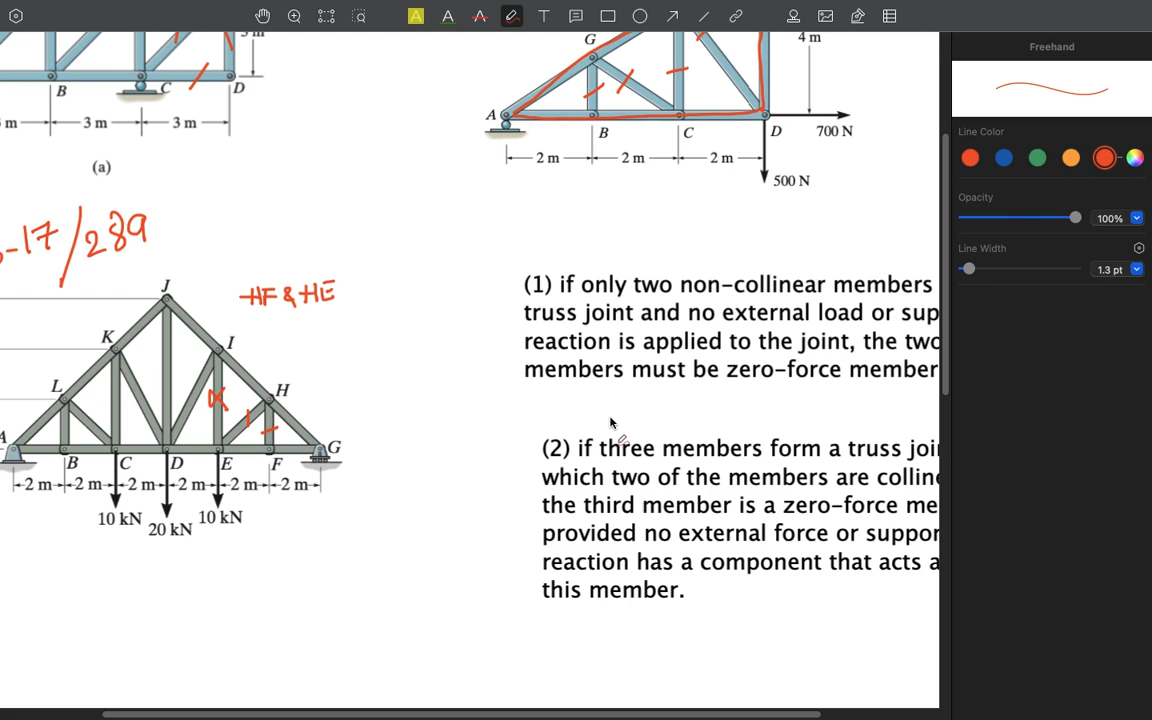 A A A T
3 m
B C D
3 m 3 m
(a)
-17/289
HF & HE
J
K I
L H
A G
B C D E F
2 m 2 m 2 m 2 m 2 m 2 m
10 kN 20 kN 10 kN
G
4 m
A
B C D 700 N
2 m 2 m 2 m
500 N
(1) if only two non-collinear members
truss joint and no external load or sup
reaction is applied to the joint, the two
members must be zero-force member
(2) if three members form a truss joi
which two of the members are colline
the third member is a zero-force me
provided no external force or suppor
reaction has a component that acts a
this member.
Freehand
Line Color
Opacity
100%
Line Width
1.3 pt